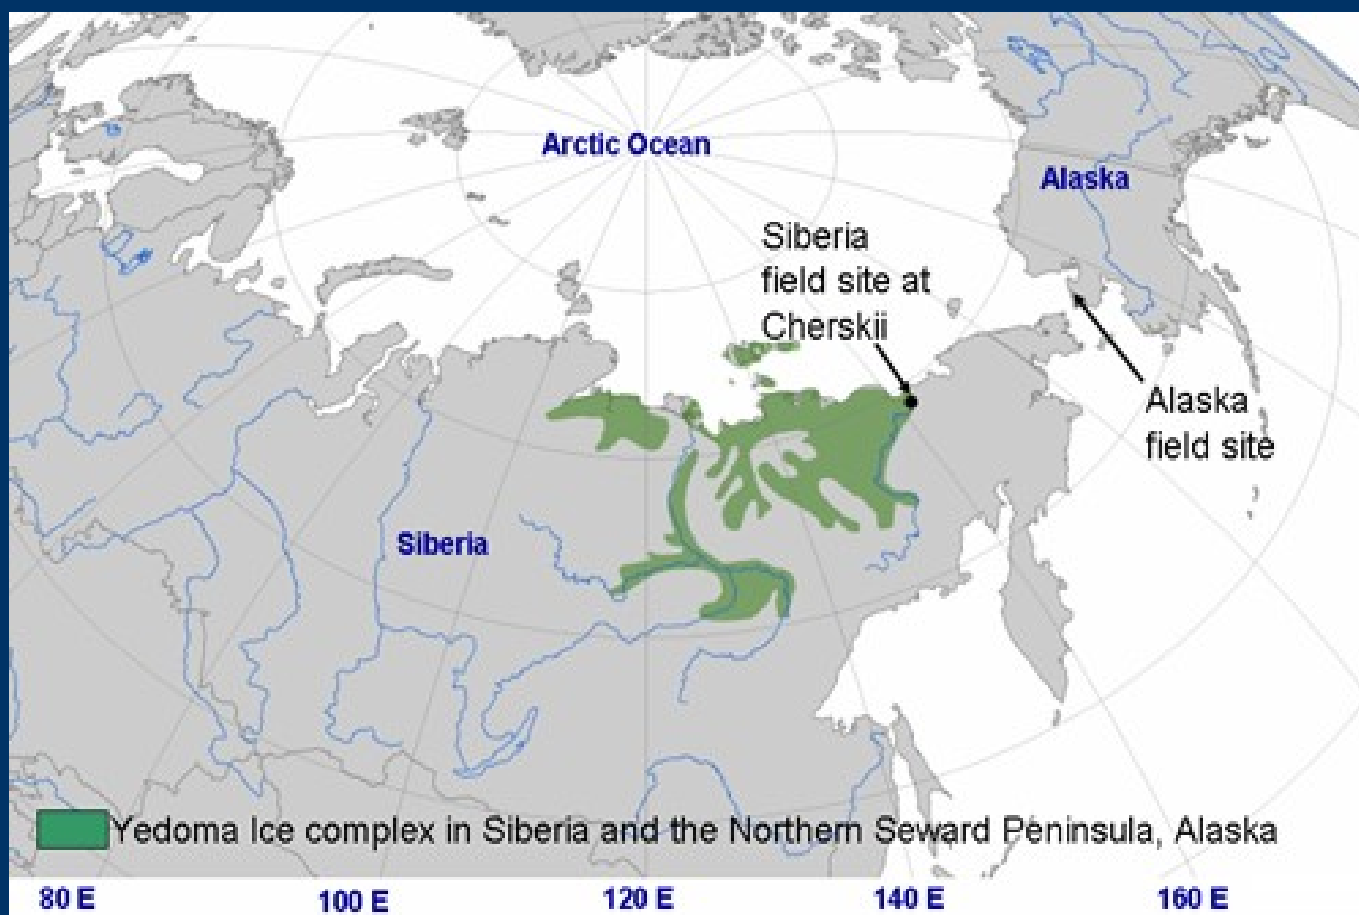 Arctic Ocean
Alaska
Siberia
field site at
Cherskii
Alaska
field site
Siberia
Yedoma Ice complex in Siberia and the Northern Seward Peninsula, Alaska
80 E 100 E 120 E 140 E 160 E